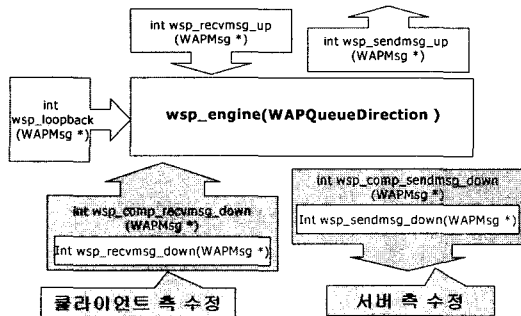 int wsp_recvmsg_up
(WAPMsg *)
int wsp_sendmsg_up
(WAPMsg *)
int
wsp_loopback
(WAPMsg *)
wsp_engine(WAPQueueDirection )
int wsp_comp_recvmsg_down
(WAPMsg *)
Int wsp_recvmsg_down(WAPMsg *)
int wsp_comp_sendmsg_down
(WAPMsg *)
Int wsp_sendmsg_down(WAPMsg *)
클라이언트 측 수정
서버 측 수정